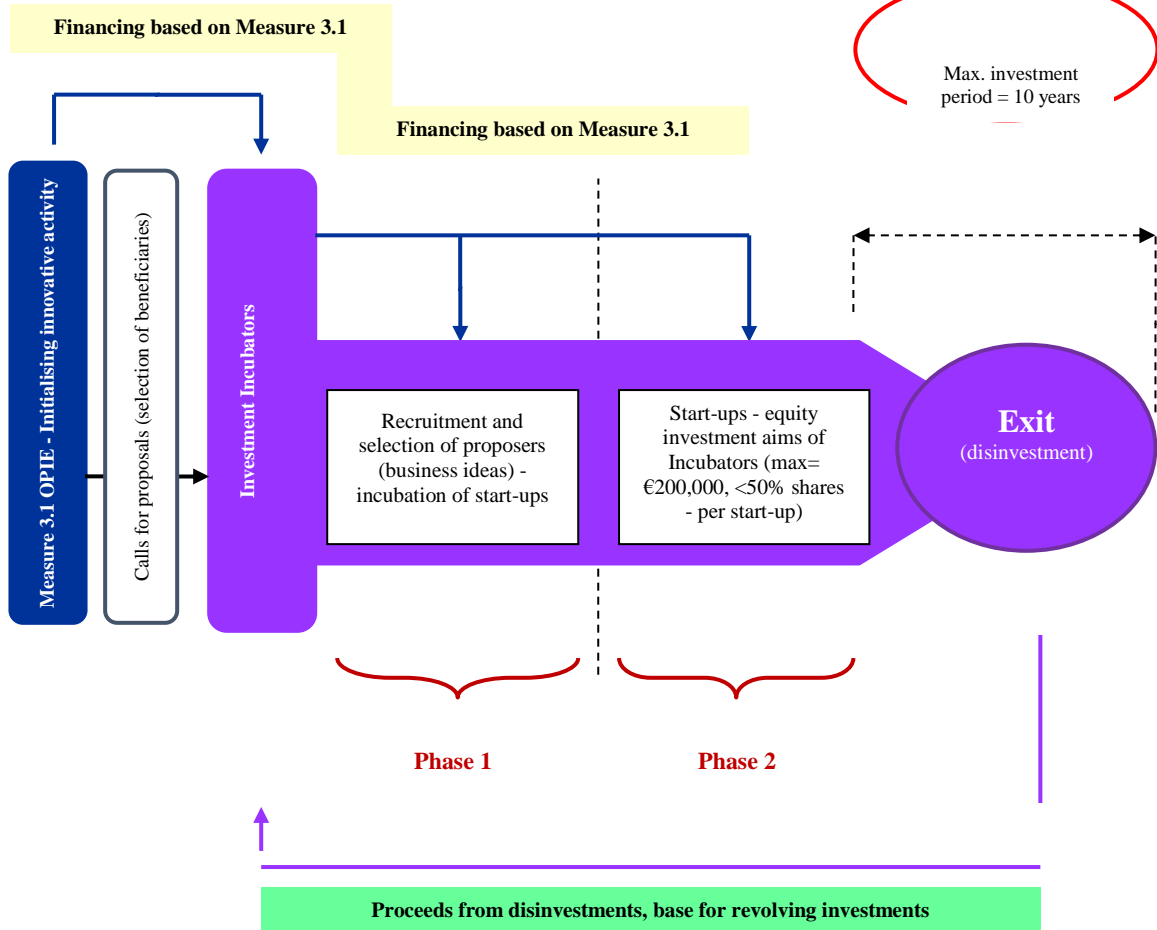 Financing based on Measure 3.1
Max. investment
period = 10 years
Financing based on Measure 3.1
Measure 3.1 OPIE - Initialising innovative activity
Calls for proposals (selection of beneficiaries)
Investment Incubators
Recruitment and
selection of proposers
(business ideas) -
incubation of start-ups
Start-ups - equity
investment aims of
Incubators (max=
€200,000, <50% shares
- per start-up)
Exit
(disinvestment)
Phase 1
Phase 2
Proceeds from disinvestments, base for revolving investments